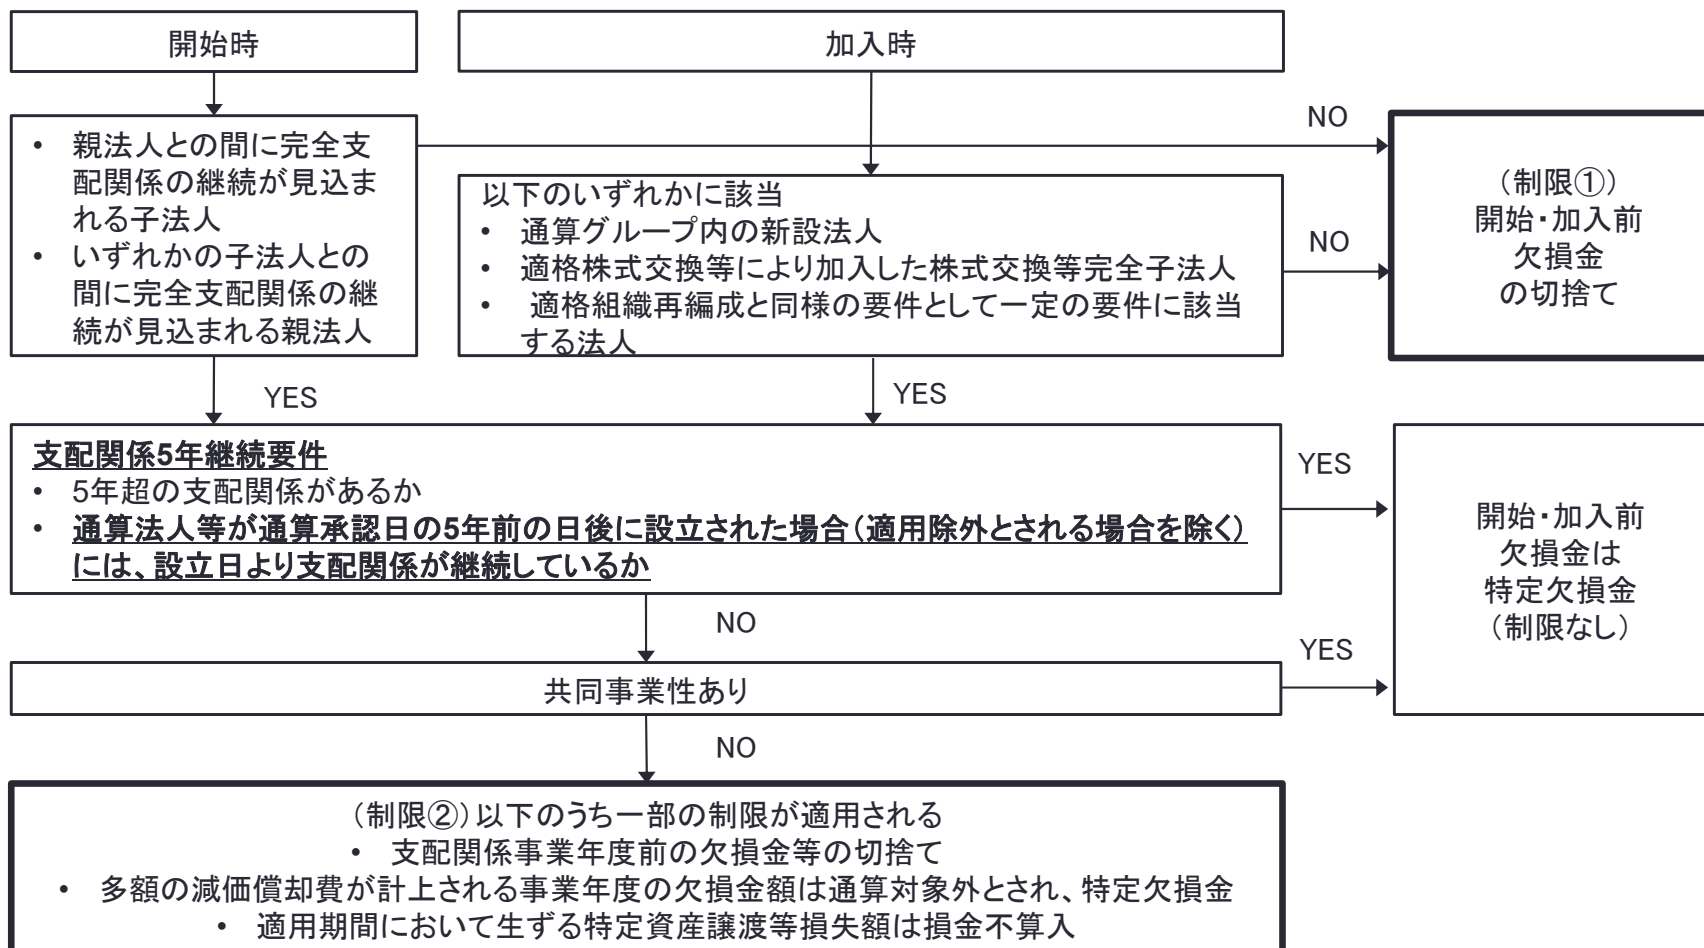 開始時
加入時
NO
• 親法人との間に完全支
配関係の継続が見込ま
れる子法人
• いずれかの子法人との
間に完全支配関係の継
続が見込まれる親法人
以下のいずれかに該当
• 通算グループ内の新設法人
• 適格株式交換等により加入した株式交換等完全子法人
• 適格組織再編成と同様の要件として一定の要件に該当
する法人
NO
（制限①）
開始・加入前
欠損金
の切捨て
YES
YES
支配関係5年継続要件
• 5年超の支配関係があるか
• 通算法人等が通算承認日の5年前の日後に設立された場合（適用除外とされる場合を除く）
には、設立日より支配関係が継続しているか
YES
開始・加入前
欠損金は
特定欠損金
（制限なし）
NO
YES
共同事業性あり
NO
（制限②）以下のうち一部の制限が適用される
• 支配関係事業年度前の欠損金等の切捨て
• 多額の減価償却費が計上される事業年度の欠損金額は通算対象外とされ、特定欠損金
• 適用期間において生ずる特定資産譲渡等損失額は損金不算入